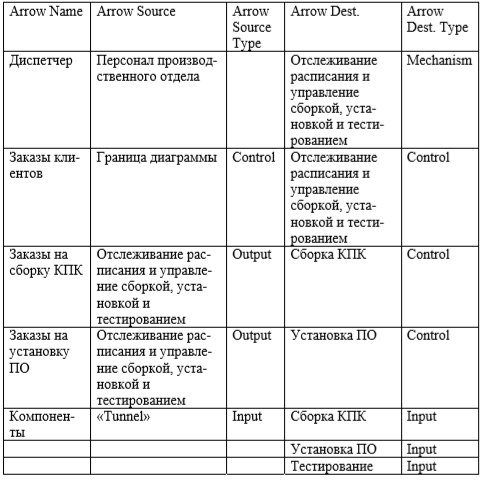 Arrow Name Arrow Source Arrow Source Type Arrow Dest. Arrow Dest. Type
Диспетчер Персонал производ-
ственного отдела Отслеживание
расписания и
управление
сборкой, уста-
новкой и тести-
рованием Mechanism
Заказы кли-
ентов Граница диаграммы Control Отслеживание
расписания и
управление
сборкой, уста-
новкой и тести-
рованием Control
Заказы на
сборку КПК Отслеживание рас-
писания и управле-
ние сборкой, уста-
новкой и
тестированием Output Сборка КПК Control
Заказы на
установку
ПО Отслеживание рас-
писания и управле-
ние сборкой, уста-
новкой и
тестированием Output Установка ПО Control
Компонен-
ты «Tunnel» Input Сборка КПК Input
Установка ПО Input
Тестирование Input